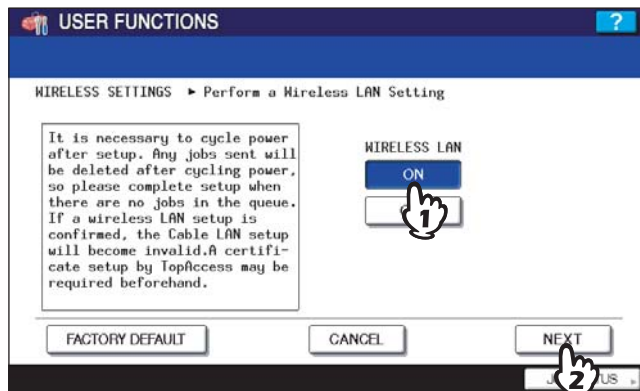 USER FUNCTIONS
?
WIRELESS SETTINGS ► Perform a Wireless LAN Setting
It is necessary to cycle power
after setup. Any jobs sent will
be deleted after cycling power,
so please complete setup when
there are no jobs in the queue.
If a wireless LAN setup is
confirmed, the Cable LAN setup
will become invalid.A certifi-
cate setup by TopAccess may be
required beforehand.
WIRELESS LAN
ON
1
FACTORY DEFAULT
CANCEL
NEXT
2